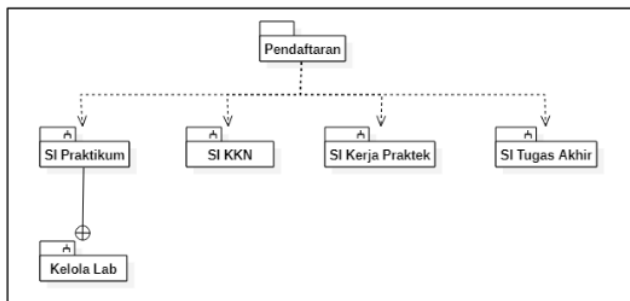 Pendaftaran
SI Praktikum
SI KKN
SI Kerja Praktek
SI Tugas Akhir
Kelola Lab